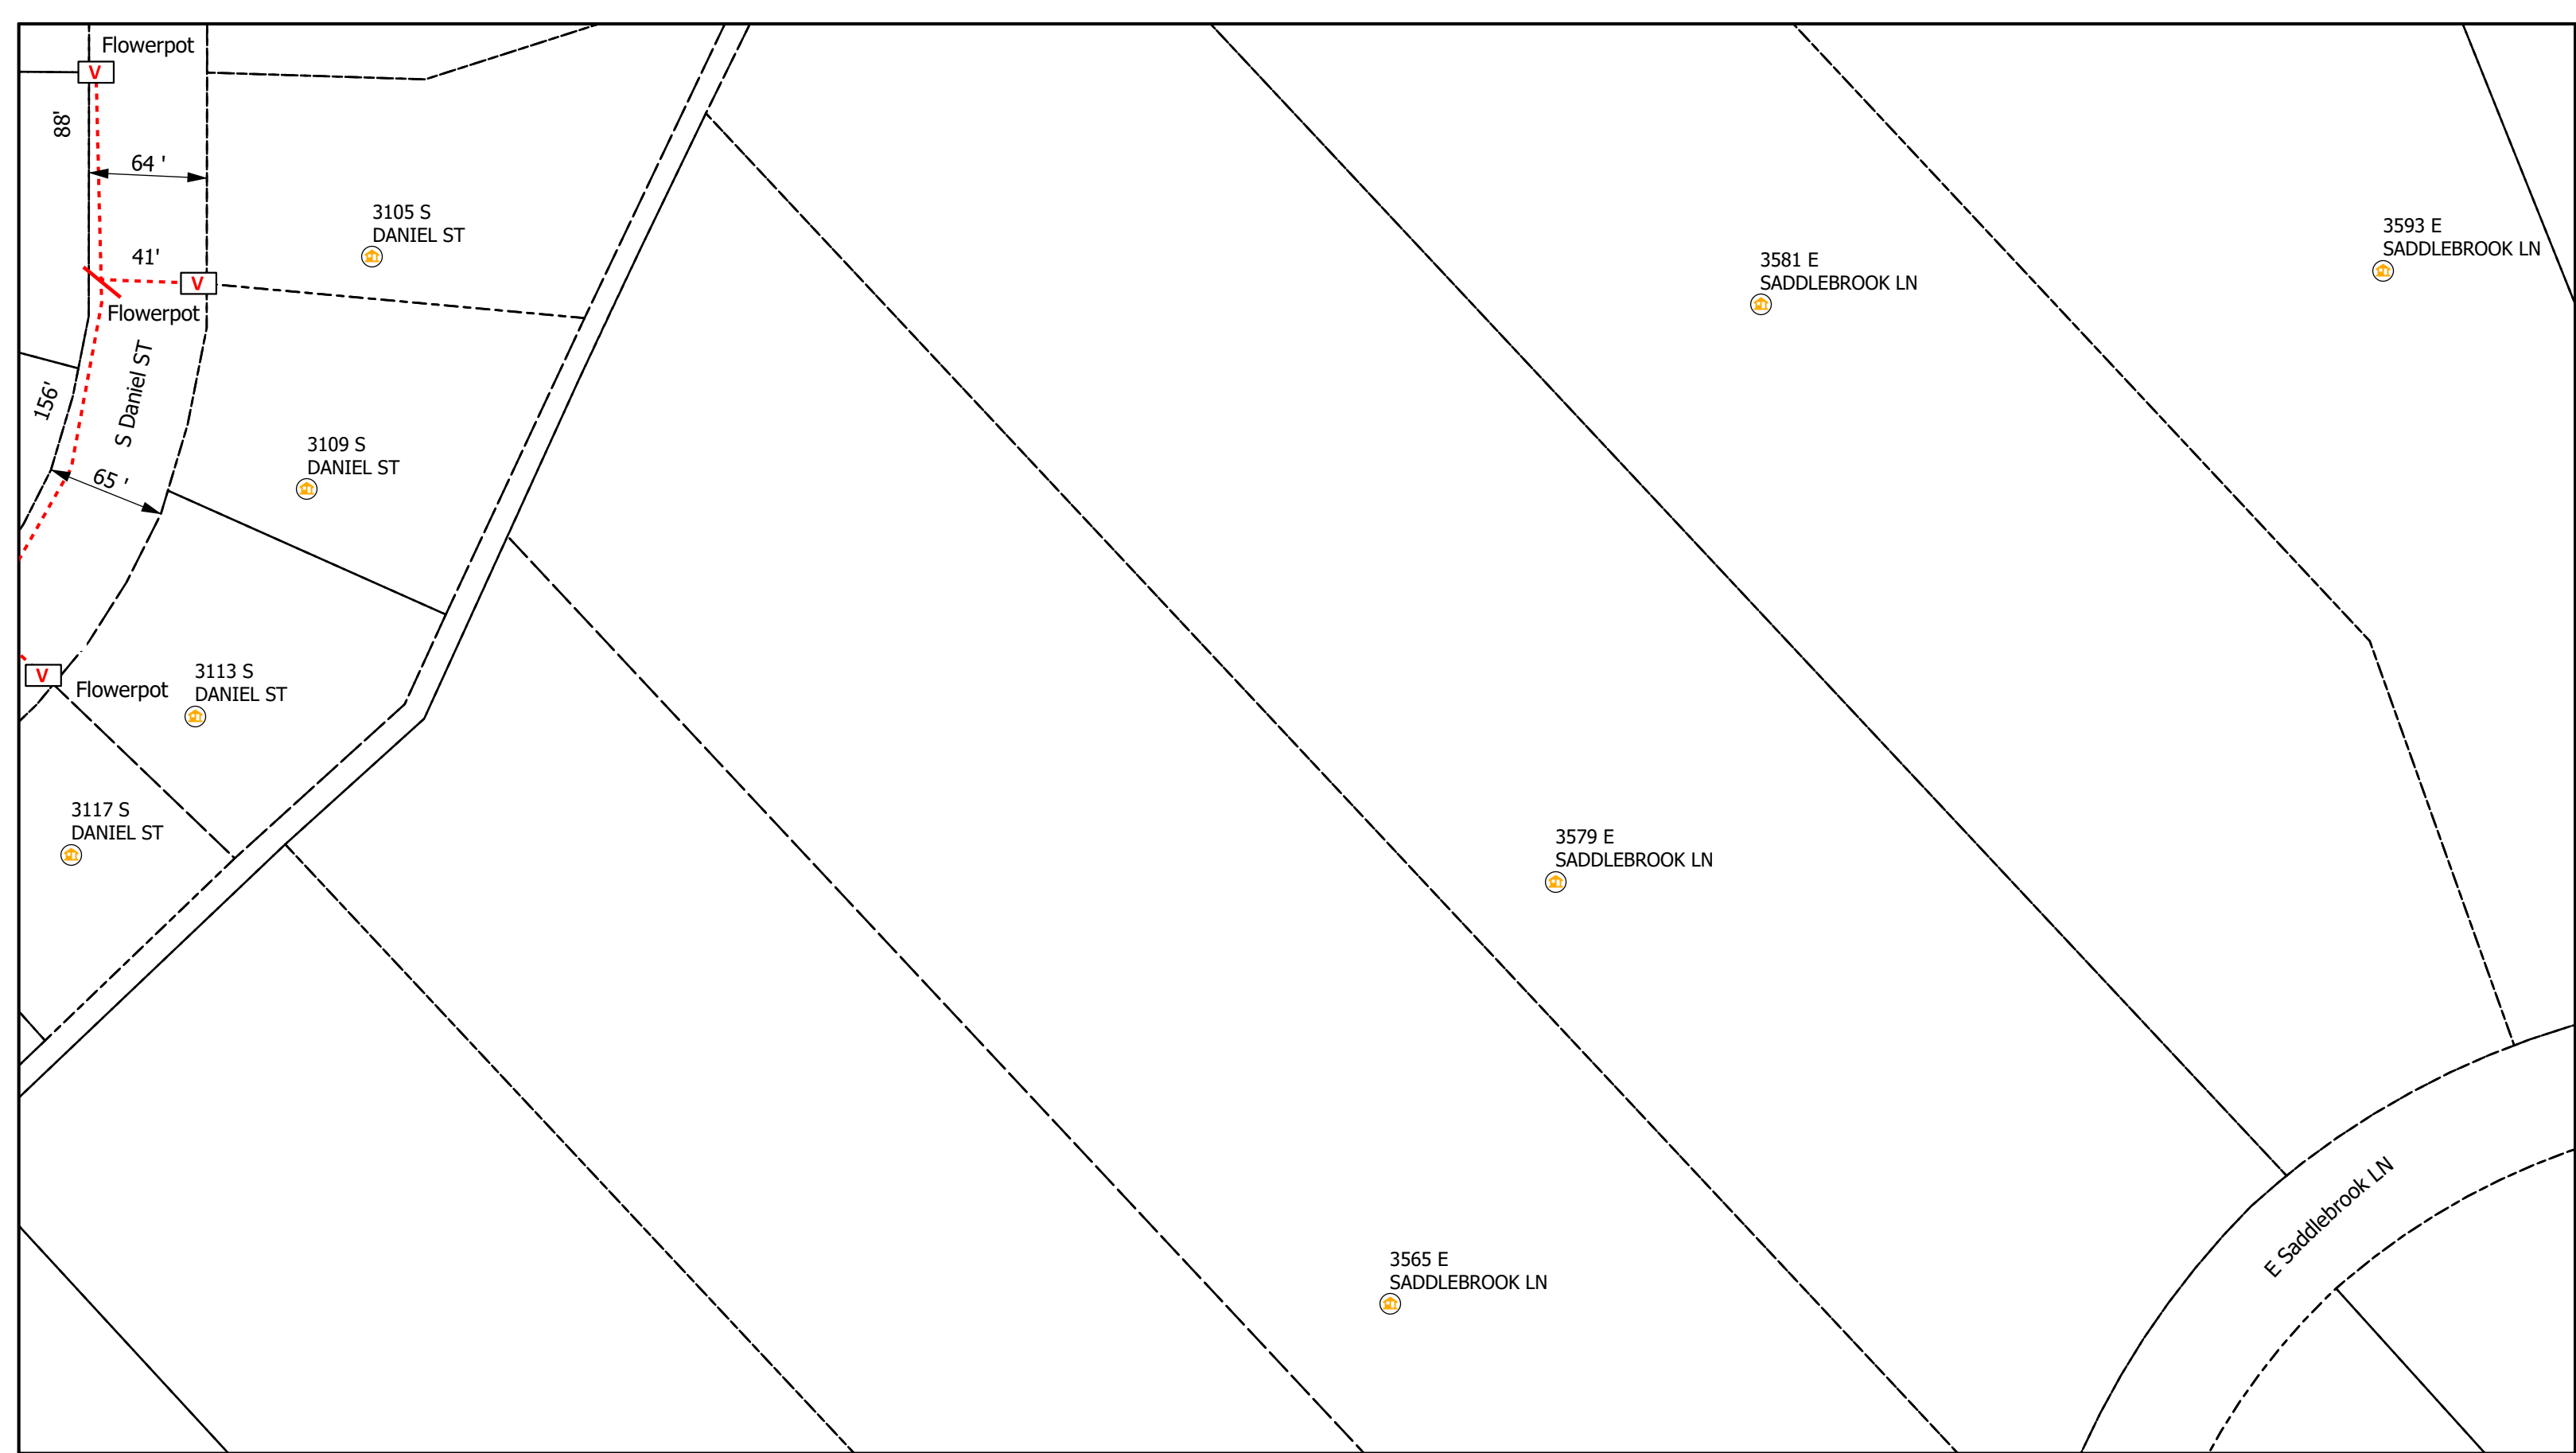 Flowerpot
V
88'
64 '
3105 S
DANIEL ST
3593 E
SADDLEBROOK LN
41'
3581 E
SADDLEBROOK LN
V
Flowerpot
S Daniel ST
156'
3109 S
DANIEL ST
65 '
V
Flowerpot
3113 S
DANIEL ST
3117 S
DANIEL ST
3579 E
SADDLEBROOK LN
E Saddlebrook LN
3565 E
SADDLEBROOK LN